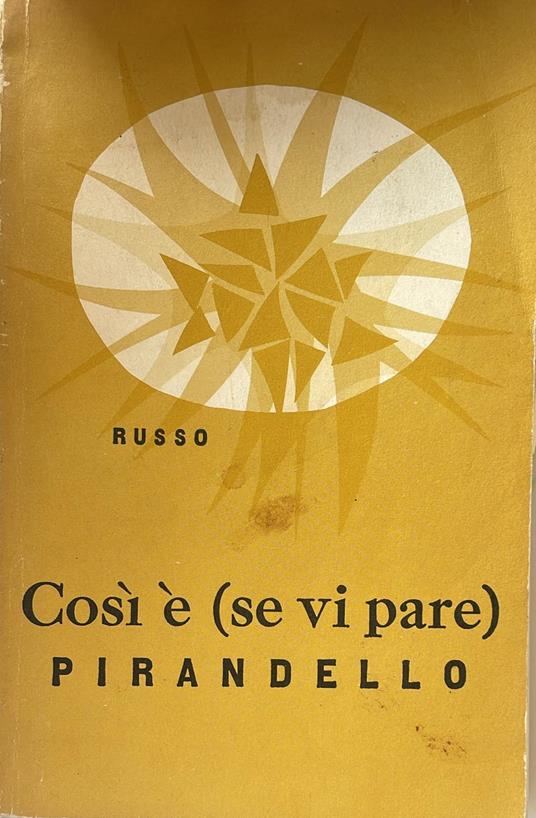 RUSSO
Così è (se vi pare)
PIRANDELLO